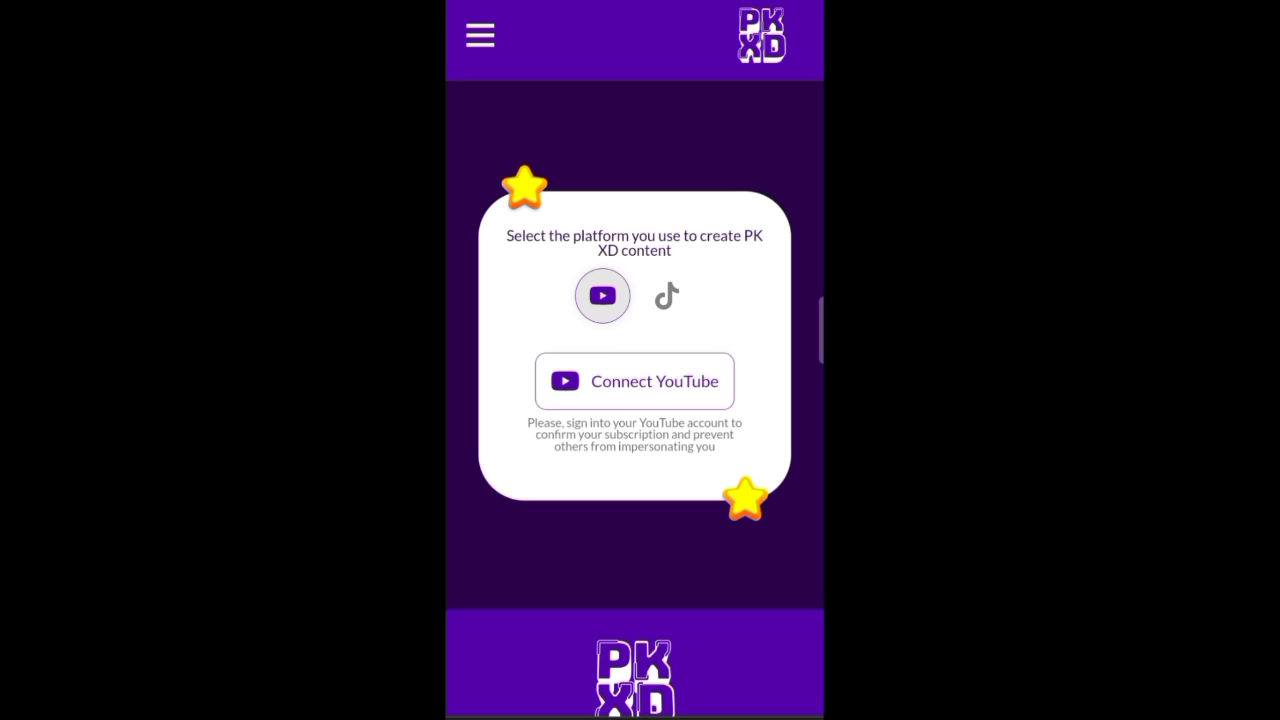 PK
XD
Select the platform you use to create PK
XD content
Connect YouTube
Please, sign into your YouTube account to
confirm your subscription and prevent
others from impersonating you
PK
XD